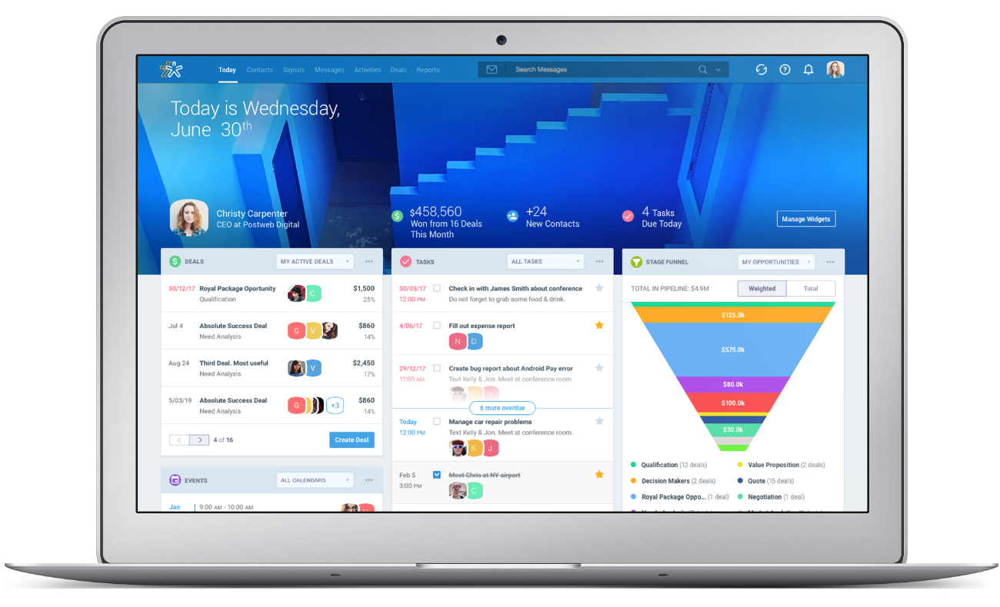 Today Contacts Signals Messages Activities Deals Reports Search Messages
Today is Wednesday,
June 30th
Christy Carpenter
CEO at Postweb Digital
$458,560
Won from 16 Deals
This Month
+24
New Contacts
4 Tasks
Due Today
Manage Widgets
DEALS MY ACTIVE DEALS
30/12/17 Royal Package Oportunity $1,500
Qualification C 25%
Jul 4 Absolute Success Deal $860
Need Analysis G V 14%
Aug 24 Third Deal. Most useful $2,450
Need Analysis V 17%
5/03/19 Absolute Success Deal $860
Need Analysis G +3 14%
4 of 16 Create Deal
EVENTS ALL CALENDARS
Jan 9:00 AM - 10:00 AM
TASKS ALL TASKS
30/03/17 Check in with James Smith about conference
12:00 PM Do not forget to grab some food & drink.
4/06/17 Fill out expense report
N D
29/12/17 Create bug report about Android Pay error
11:00 AM Text Kelly & Jon. Meet at conference room.
6 more overdue
Today Manage car repair problems
12:00 PM Text Kelly & Jon. Meet at conference room.
K J
Feb 5 Meet Chris at NY airport
3:00 PM
C
STAGE FUNNEL MY OPPORTUNITIES
TOTAL IN PIPELINE: $4.9M Weighted Total
$125.0k
$575.0k
$80.0k
$100.0k
$30.0k
Qualification (12 deals) Value Proposition (2 deals)
Decision Makers (2 deals) Quote (15 deals)
Royal Package Oppo... (1 deal) Negotiation (1 deal)